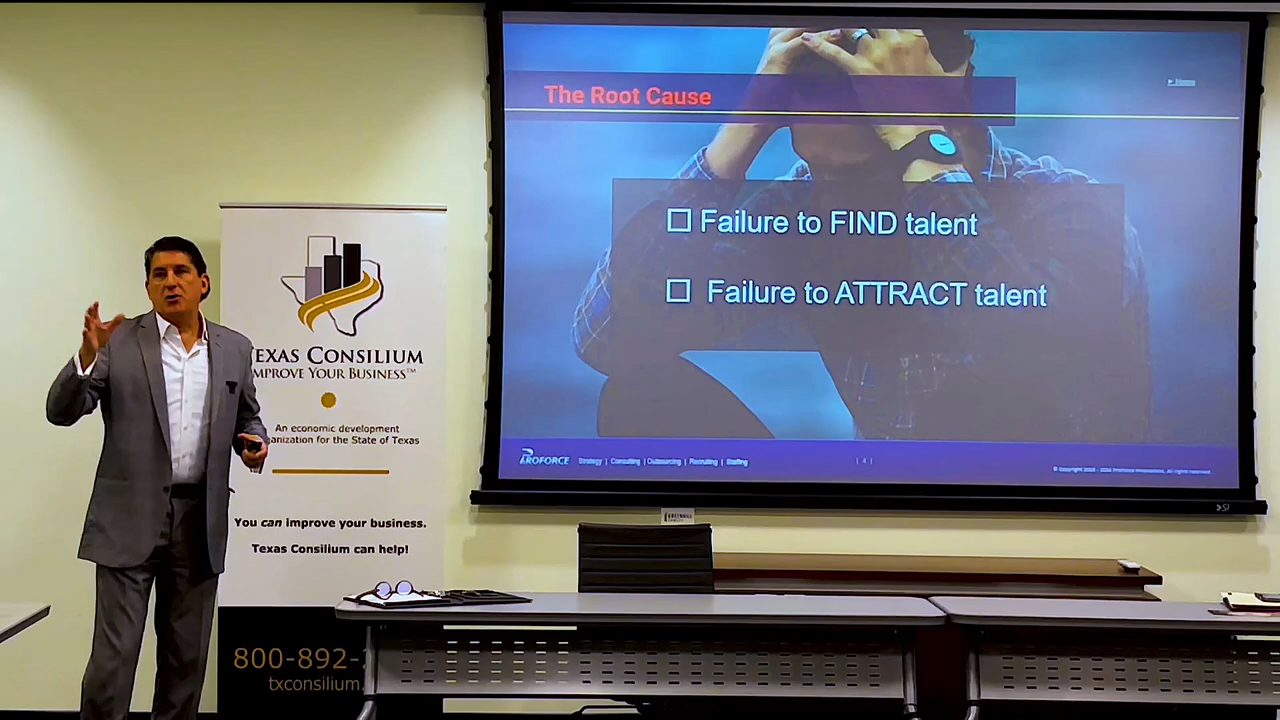 The Root Cause
Home
Failure to FIND talent
Failure to ATTRACT talent
PROFORCE Strategy | Consulting | Outsourcing | Recruiting | Staffing
| 4 |
EXAS CONSILIUM
MPROVE YOUR BUSINESS™
An economic development
anization for the State of Texas
You can improve your business.
Texas Consilium can help!
800-892-
txconsilium.